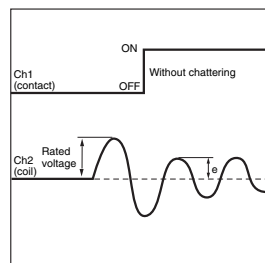 ON
Ch1
(contact)
Without chattering
OFF
Rated
voltage
Ch2
(coil)
e